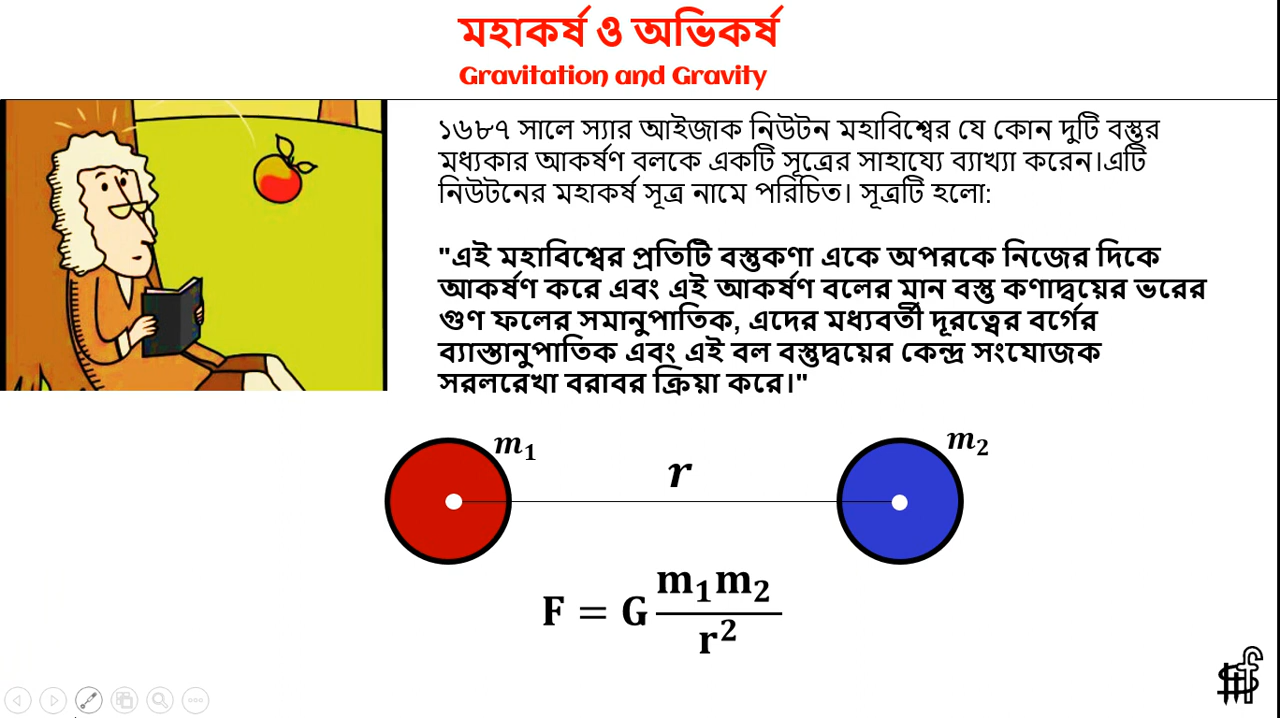 মহাকর্ষ ও অভিকর্ষ
Gravitation and Gravity
১৬৮৭ সালে স্যার আইজাক নিউটন মহাবিশ্বের যে কোন দুটি বস্তুর
মধ্যকার আকর্ষণ বলকে একটি সূত্রের সাহায্যে ব্যাখ্যা করেন।এটি
নিউটনের মহাকর্ষ সূত্র নামে পরিচিত। সূত্রটি হলো:
"এই মহাবিশ্বের প্রতিটি বস্তুকণা একে অপরকে নিজের দিকে
আকর্ষণ করে এবং এই আকর্ষণ বলের মান বস্তু কণাদ্বয়ের ভরের
গুণ ফলের সমানুপাতিক, এদের মধ্যবর্তী দূরত্বের বর্গের
ব্যাস্তানুপাতিক এবং এই বল বস্তুদ্বয়ের কেন্দ্র সংযোজক
সরলরেখা বরাবর ক্রিয়া করে।"
m₁
r
m₂
F = G m₁m₂ / r²